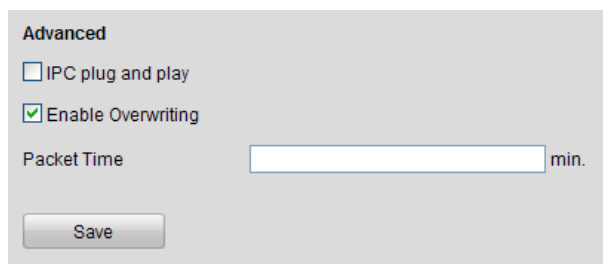 Advanced
IPC plug and play
Enable Overwriting
Packet Time min.
Save